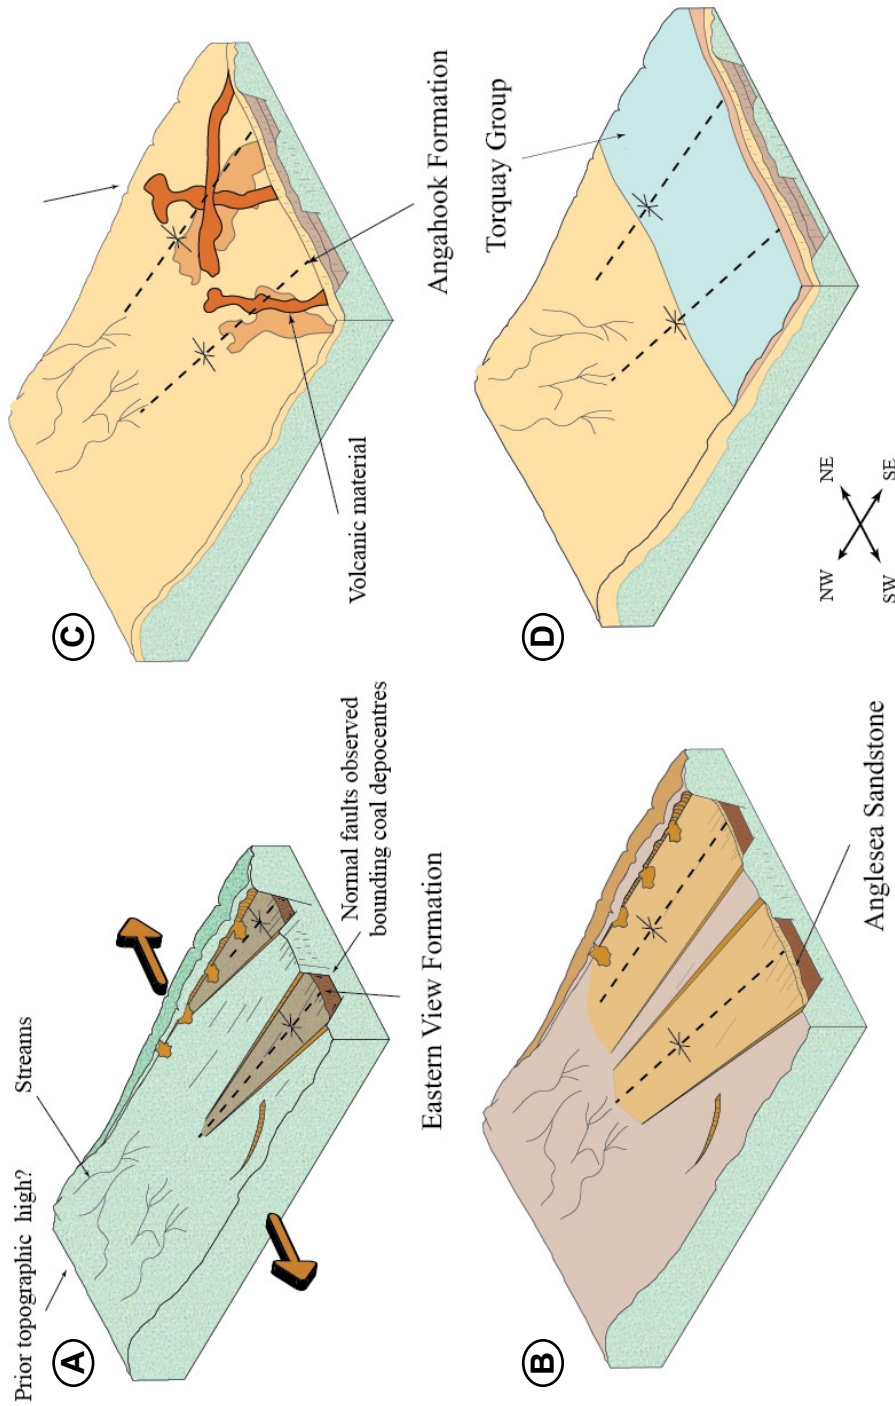 A
Prior topographic high?
Streams
Normal faults observed
bounding coal depocentres
Eastern View Formation
B
Anglesea Sandstone
C
Volcanic material
Angahook Formation
D
Torquay Group
NW
NE
SW
SE